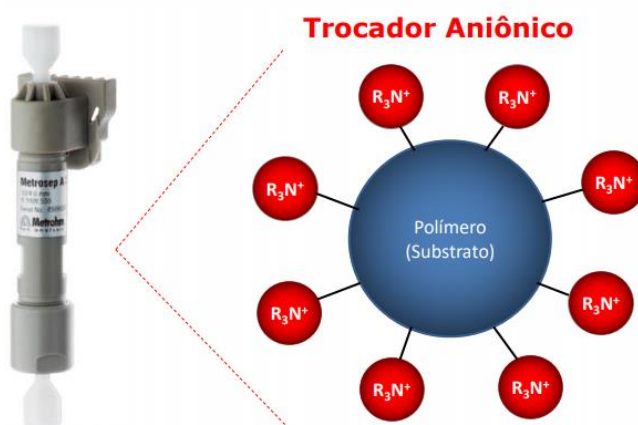 Trocador Aniônico
R₃N⁺
R₃N⁺
R₃N⁺
R₃N⁺
Polímero
(Substrato)
R₃N⁺
R₃N⁺
R₃N⁺
R₃N⁺
Metrosep A
Metrohm